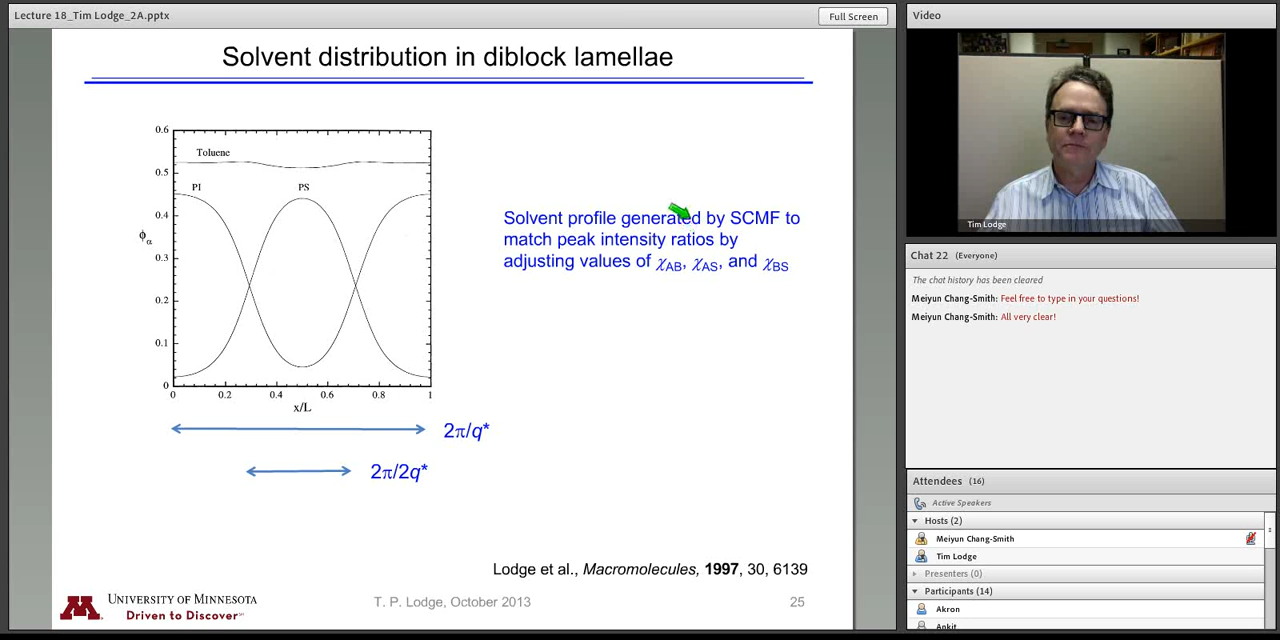 Lecture 18_Tim Lodge_2A.pptx
Full Screen
Solvent distribution in diblock lamellae
0.6
0.5
0.4
0.3
0.2
0.1
0
ϕα
Toluene
PI
PS
0 0.2 0.4 0.6 0.8 1
x/L
2π/q*
2π/2q*
Solvent profile generated by SCMF to
match peak intensity ratios by
adjusting values of χAB, χAS, and χBS
Lodge et al., Macromolecules, 1997, 30, 6139
M
UNIVERSITY OF MINNESOTA
Driven to Discover℠
T. P. Lodge, October 2013
25
Video
Tim Lodge
Chat 22 (Everyone)
The chat history has been cleared
Meiyun Chang-Smith: Feel free to type in your questions!
Meiyun Chang-Smith: All very clear!
Attendees (16)
Active Speakers
Hosts (2)
Meiyun Chang-Smith
Tim Lodge
Presenters (0)
Participants (14)
Akron
Ankit